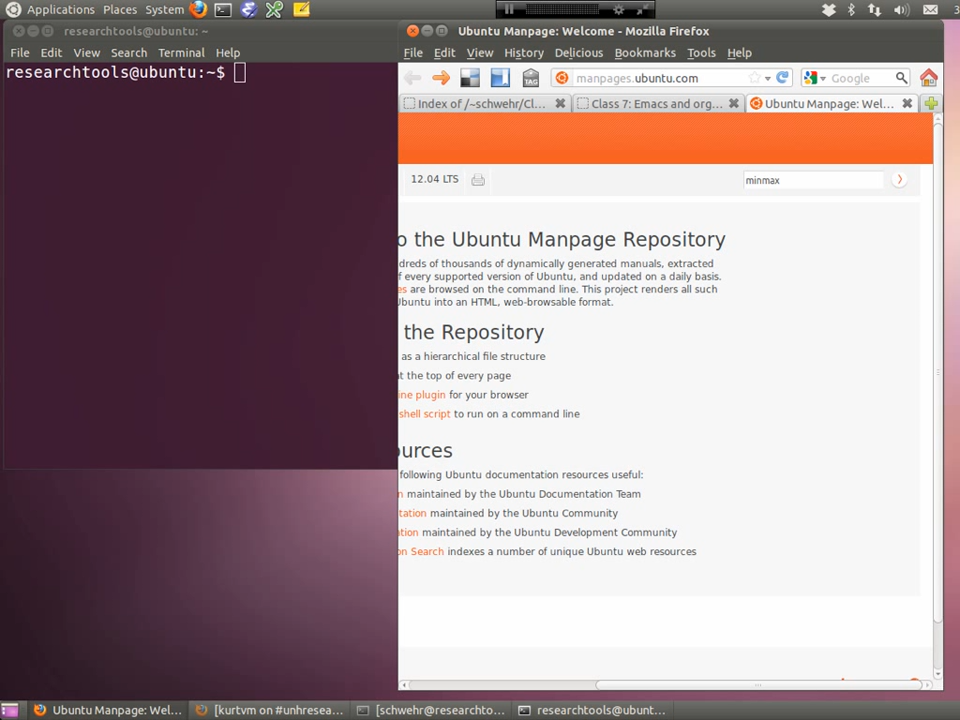 Applications Places System 3
researchtools@ubuntu: ~
File Edit View Search Terminal Help
researchtools@ubuntu:~$
Ubuntu Manpage: Welcome - Mozilla Firefox
File Edit View History Delicious Bookmarks Tools Help
TAG manpages.ubuntu.com Google
Index of /~schwehr/Cl... Class 7: Emacs and org... Ubuntu Manpage: Wel...
12.04 LTS minmax
o the Ubuntu Manpage Repository
dreds of thousands of dynamically generated manuals, extracted
f every supported version of Ubuntu, and updated on a daily basis.
es are browsed on the command line. This project renders all such
Ubuntu into an HTML, web-browsable format.
the Repository
as a hierarchical file structure
at the top of every page
ine plugin for your browser
shell script to run on a command line
ources
following Ubuntu documentation resources useful:
n maintained by the Ubuntu Documentation Team
tation maintained by the Ubuntu Community
tion maintained by the Ubuntu Development Community
on Search indexes a number of unique Ubuntu web resources
Ubuntu Manpage: Wel... [kurtvm on #unhresea... [schwehr@researchto... researchtools@ubunt...